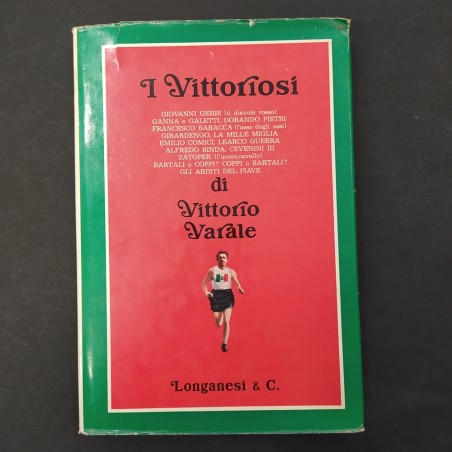 I Vittoriosi
GIOVANNI GERBI (il diavolo rosso)
GANNA e GALETTI, DORANDO PIETRI
FRANCESCO BARACCA (l'asso degli assi)
GIRARDENGO, LA MILLE MIGLIA
EMILIO COMICI, LEARCO GUERRA
ALFREDO BINDA, CEVENINI III
ZATOPEK (l'uomo-cavallo)
BARTALI o COPPI? COPPI o BARTALI?
GLI ARDITI DEL PIAVE
di
Vittorio
Varale
Longanesi & C.